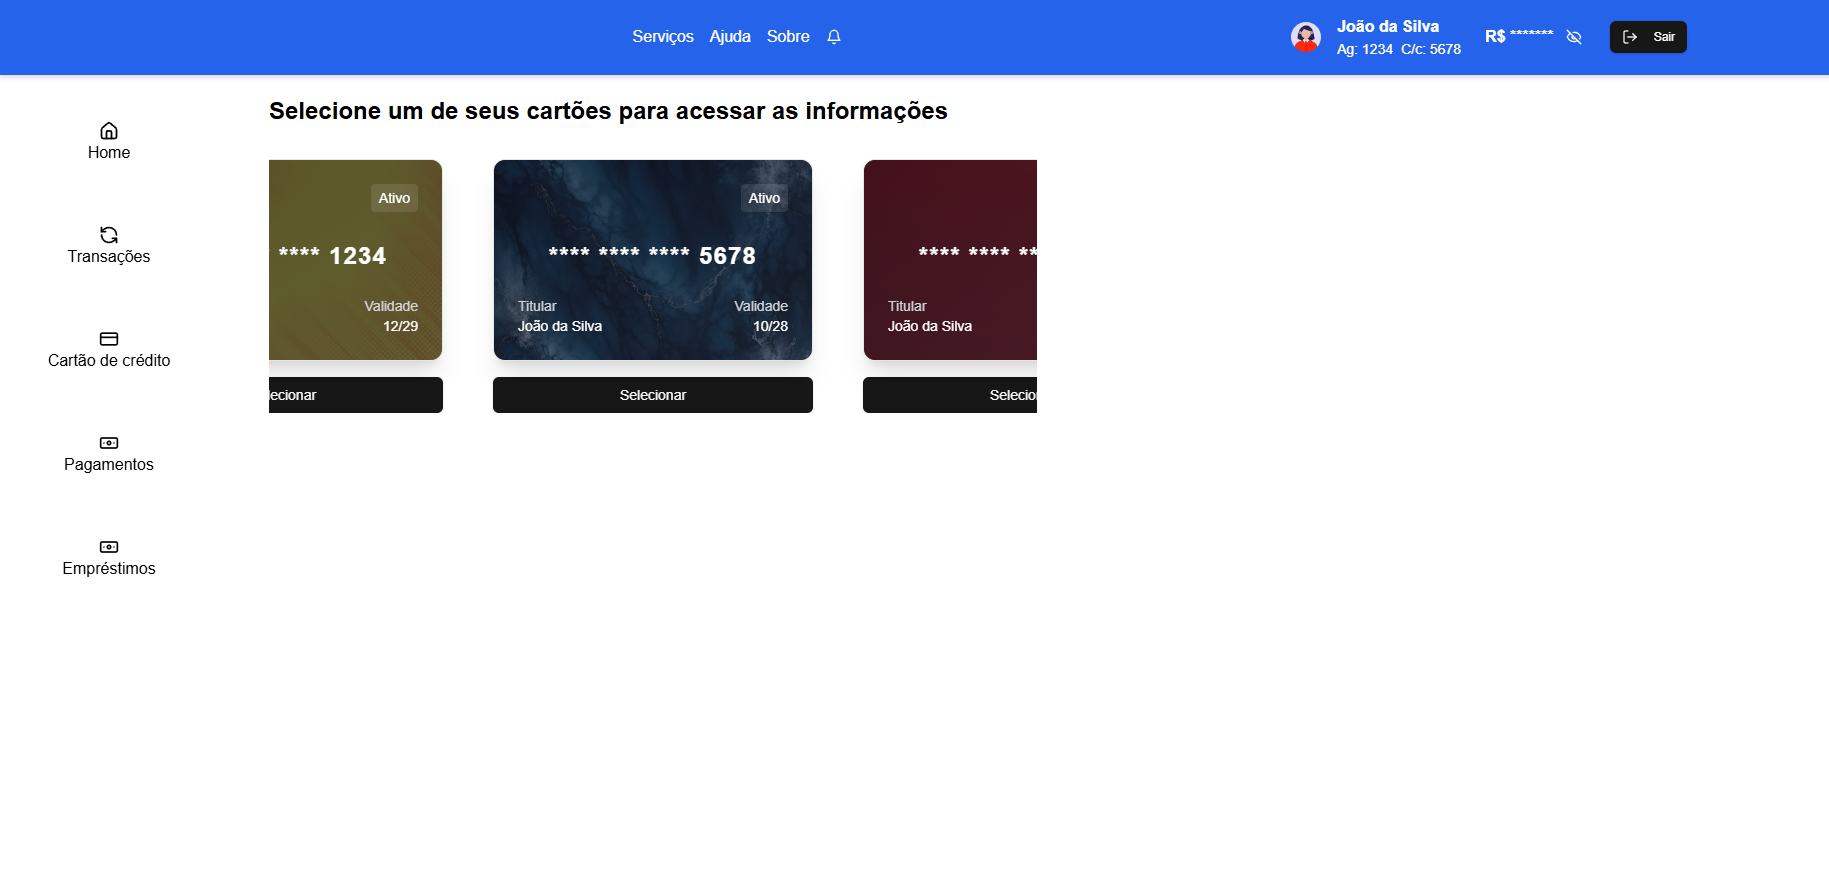 Serviços Ajuda Sobre
João da Silva
Ag: 1234 C/c: 5678
R$ *******
Sair
Home
Transações
Cartão de crédito
Pagamentos
Empréstimos
Selecione um de seus cartões para acessar as informações
Ativo
**** 1234
Validade
12/29
lecionar
Ativo
**** **** **** 5678
Titular Validade
João da Silva 10/28
Selecionar
**** **** **
Titular
João da Silva
Selecio